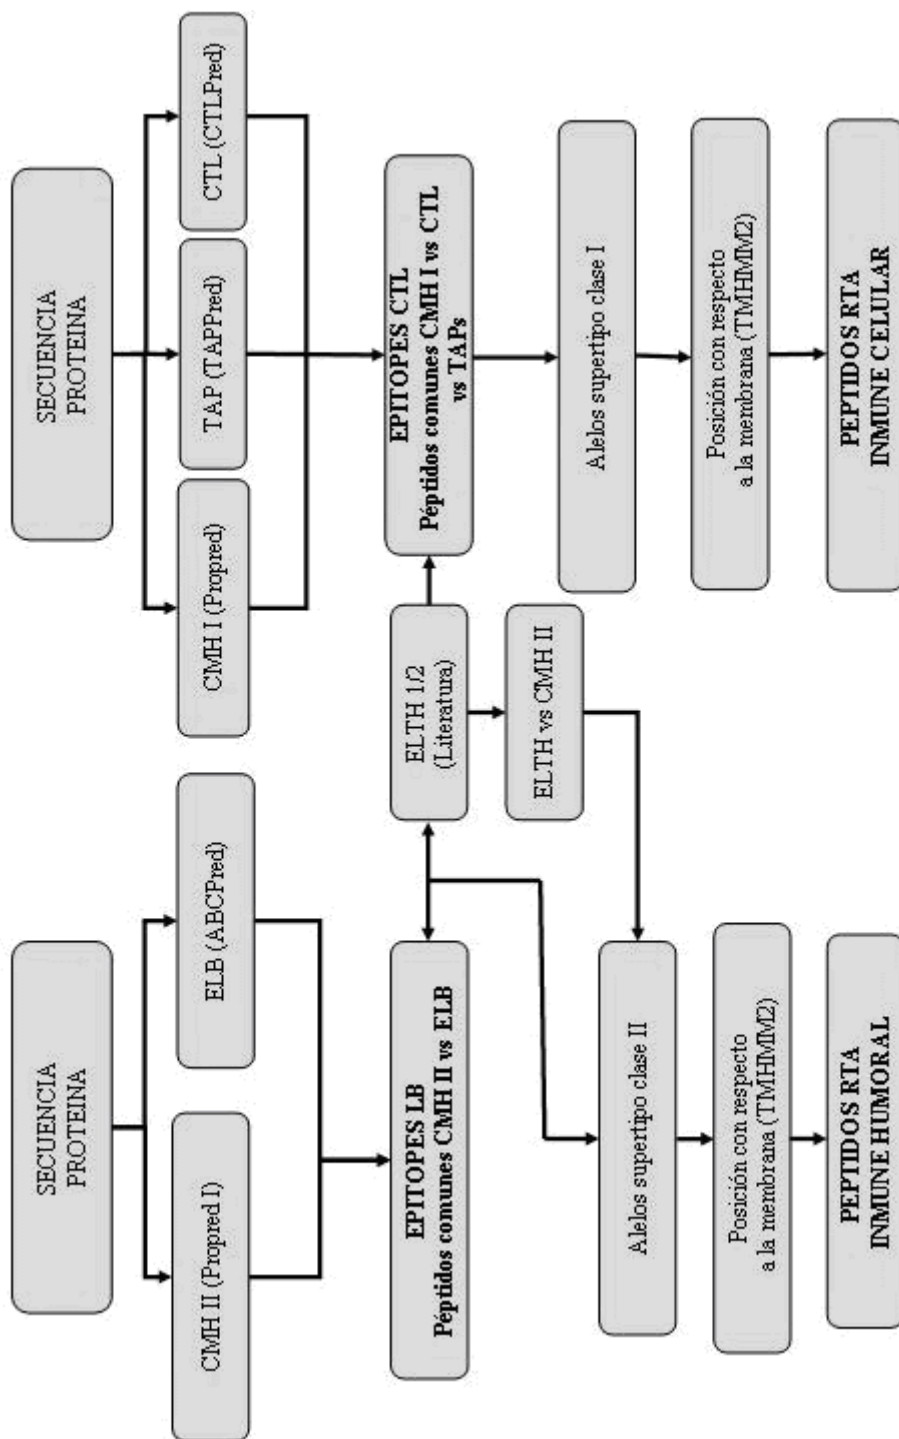 SECUENCIA
PROTEINA
CMH II (Propred I)
ELB (ABCPred)
EPITOPES LB
Péptidos comunes CMH II vs ELB
SECUENCIA
PROTEINA
CMH I (Propred)
TAP (TAPPred)
CTL (CTLPred)
EPITOPES CTL
Péptidos comunes CMH I vs CTL
vs TAPs
ELTH 1/2
(Literatura)
ELTH vs CMH II
Alelos supertipo clase II
Posición con respecto
a la membrana (TMHMM2)
PEPTIDOS RTA
INMUNE HUMORAL
Alelos supertipo clase I
Posición con respecto
a la membrana (TMHMM2)
PEPTIDOS RTA
INMUNE CELULAR